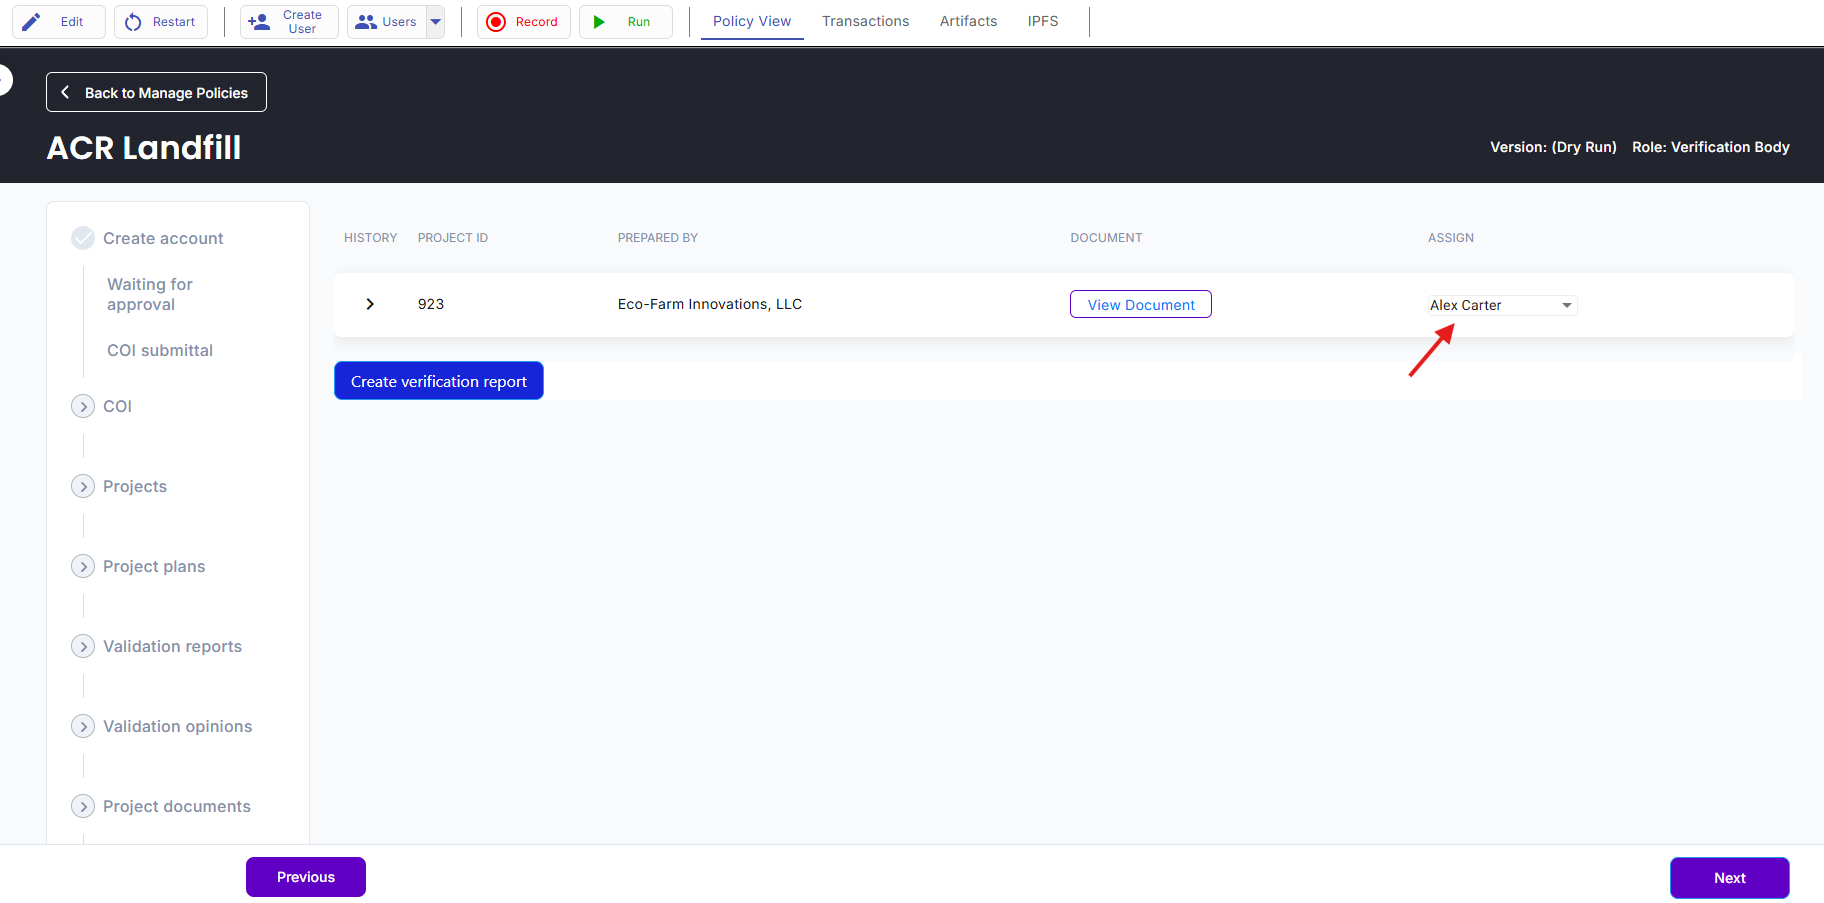 Edit
Restart
Create
User
Users
Record
Run
Policy View
Transactions
Artifacts
IPFS
Back to Manage Policies
ACR Landfill
Version: (Dry Run) Role: Verification Body
Create account
Waiting for
approval
COI submittal
COI
Projects
Project plans
Validation reports
Validation opinions
Project documents
HISTORY PROJECT ID PREPARED BY DOCUMENT ASSIGN
923 Eco-Farm Innovations, LLC View Document Alex Carter
Create verification report
Previous
Next